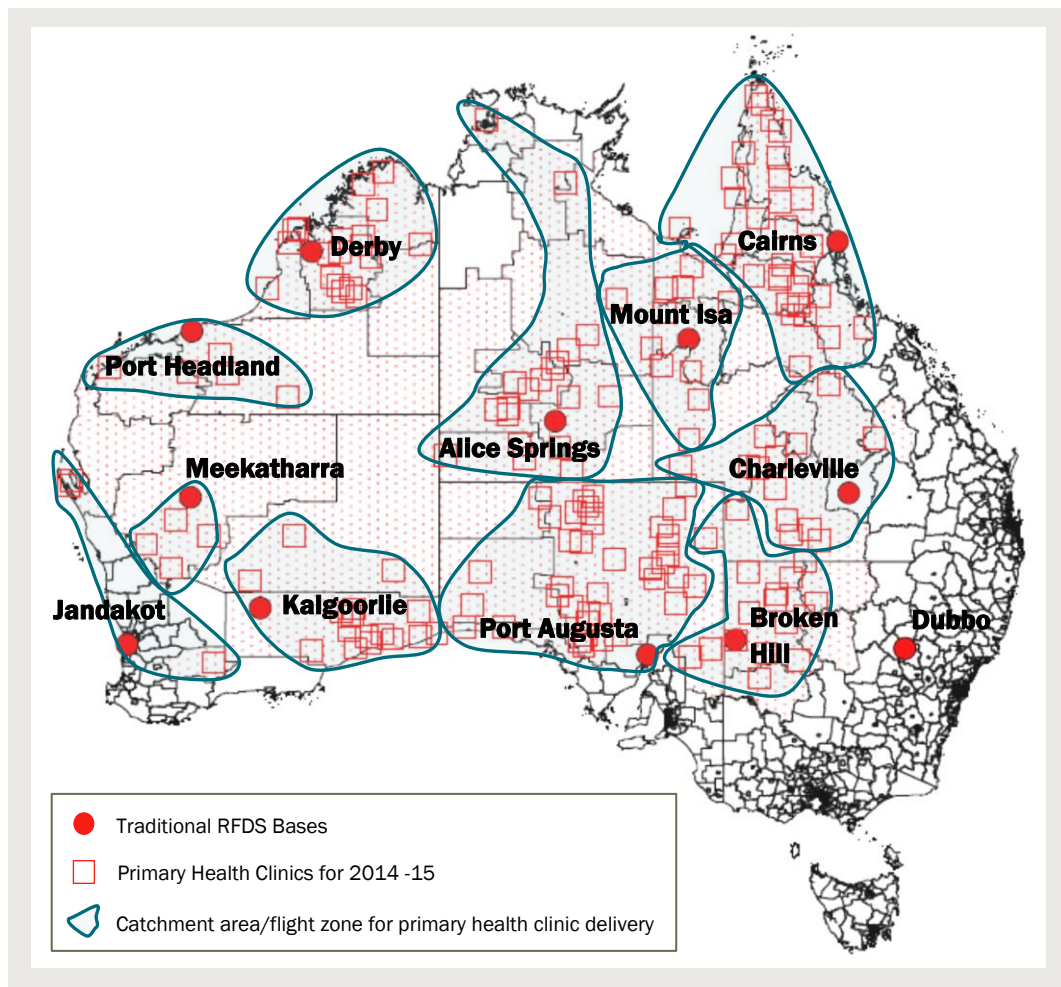 Cairns
Derby
Mount Isa
Port Headland
Alice Springs
Meekatharra
Charleville
Jandakot
Kalgoorlie
Port Augusta
Broken
Hill
Dubbo
Traditional RFDS Bases
Primary Health Clinics for 2014 -15
Catchment area/flight zone for primary health clinic delivery